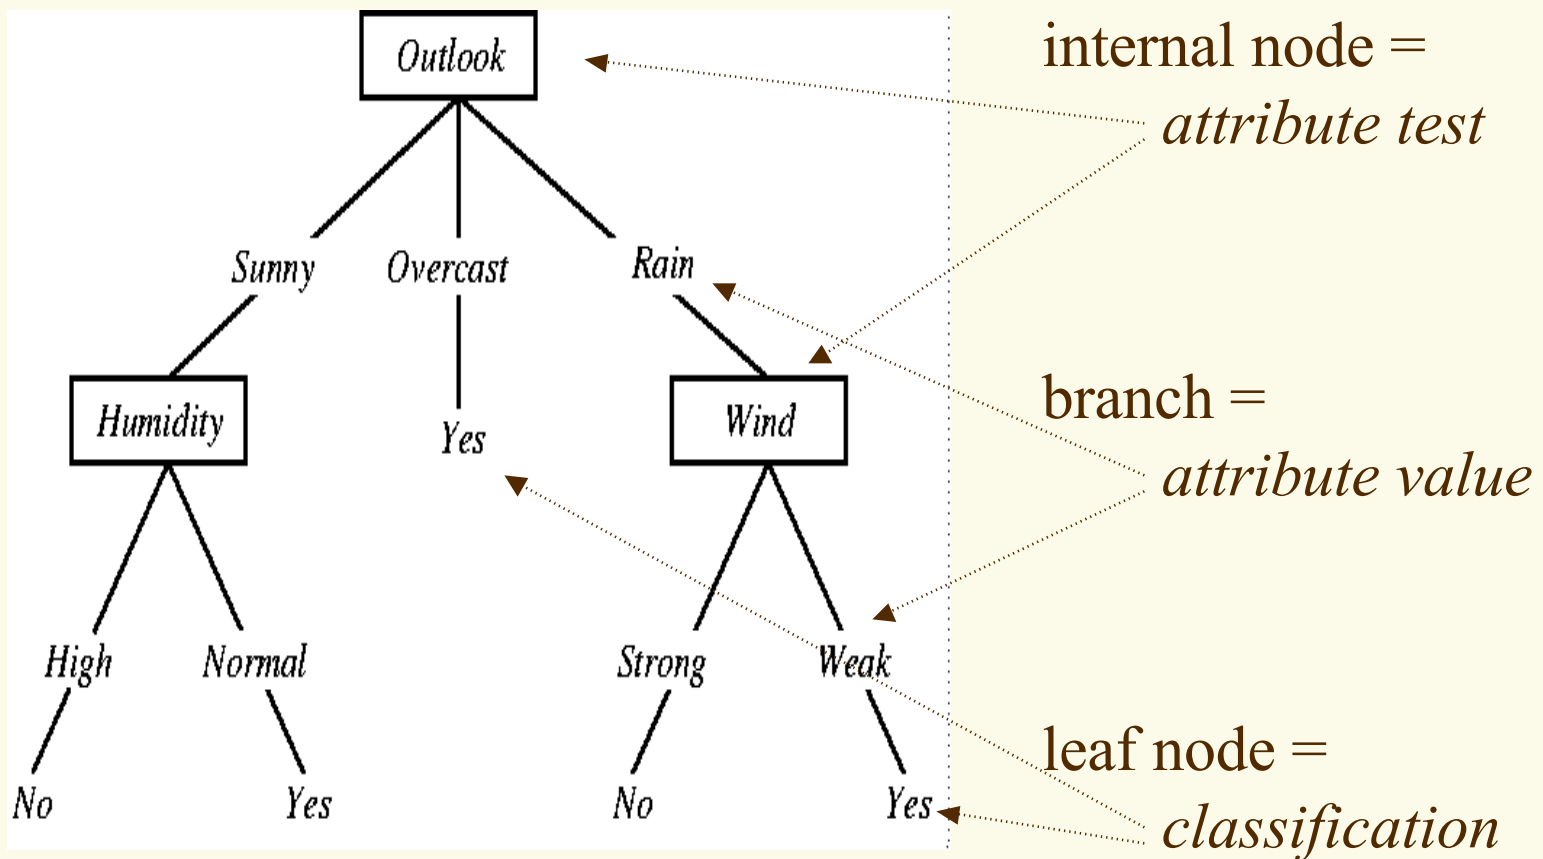 Outlook
internal node =
attribute test
Sunny Overcast Rain
Humidity Yes Wind
branch =
attribute value
High Normal Strong Weak
leaf node =
No Yes No Yes
classification